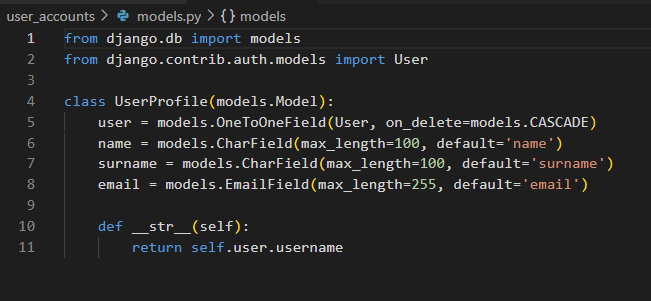 user_accounts > models.py > {} models
1 from django.db import models
2 from django.contrib.auth.models import User
3
4 class UserProfile(models.Model):
5     user = models.OneToOneField(User, on_delete=models.CASCADE)
6     name = models.CharField(max_length=100, default='name')
7     surname = models.CharField(max_length=100, default='surname')
8     email = models.EmailField(max_length=255, default='email')
9
10     def __str__(self):
11         return self.user.username